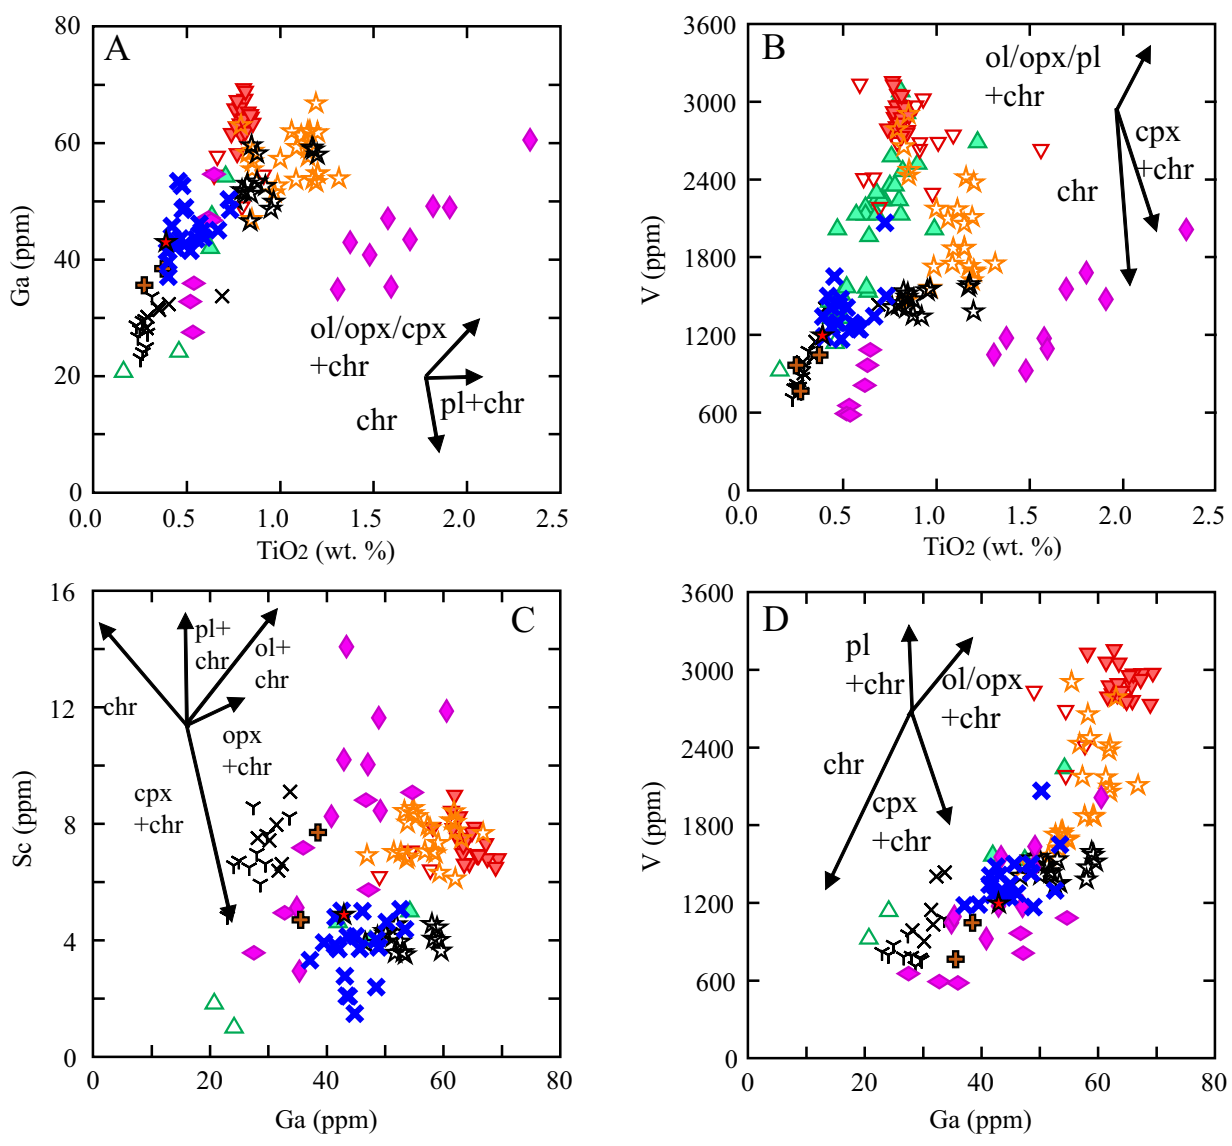 A
80
60
40
20
0
Ga (ppm)
ol/opx/cpx
+chr
chr
pl+chr
0.0 0.5 1.0 1.5 2.0 2.5
TiO2 (wt. %)
B
3600
3000
2400
1800
1200
600
0
V (ppm)
ol/opx/pl
+chr
cpx
+chr
chr
0.0 0.5 1.0 1.5 2.0 2.5
TiO2 (wt. %)
C
16
12
8
4
0
Sc (ppm)
pl+
chr
ol+
chr
chr
opx
+chr
cpx
+chr
0 20 40 60 80
Ga (ppm)
D
3600
3000
2400
1800
1200
600
0
V (ppm)
pl
+chr
ol/opx
+chr
chr
cpx
+chr
0 20 40 60 80
Ga (ppm)